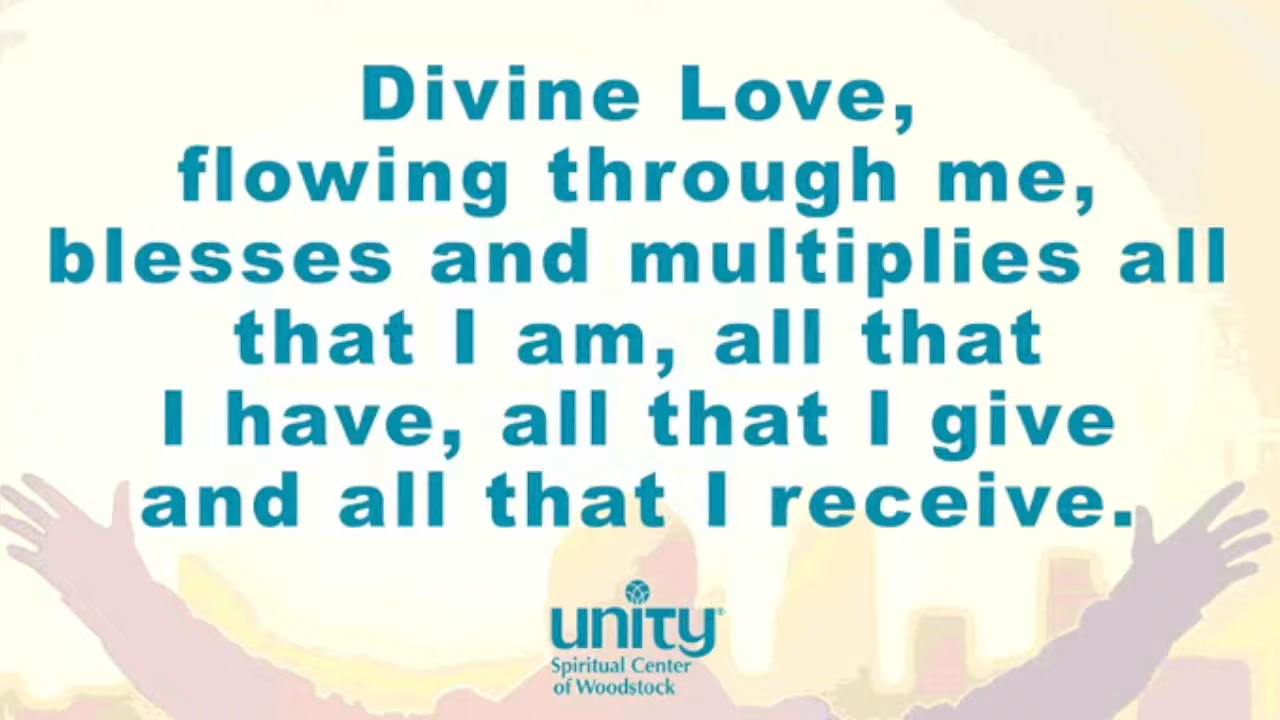 Divine Love,
flowing through me,
blesses and multiplies all
that I am, all that
I have, all that I give
and all that I receive.
unity®
Spiritual Center
of Woodstock